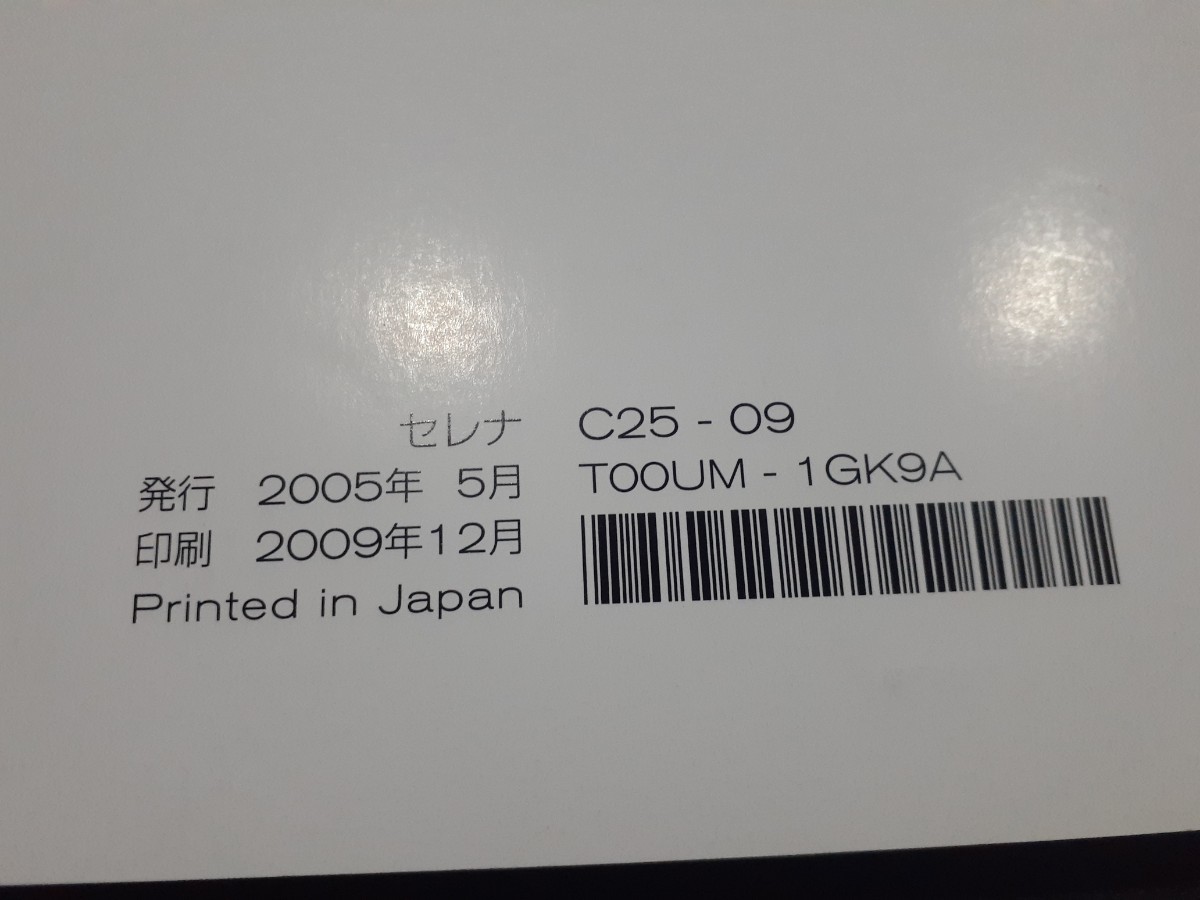 セレナ C25 - 09
発行 2005年 5月 T00UM - 1GK9A
印刷 2009年12月
Printed in Japan